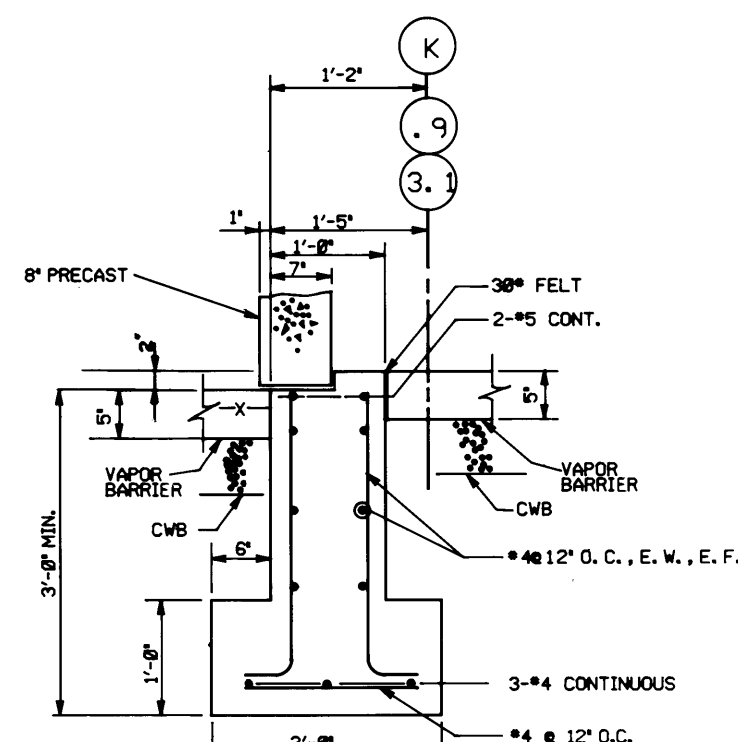 K
1'-2"
.9
3.1
1"
1'-5"
1'-0"
7"
8" PRECAST
30# FELT
2-#5 CONT.
2"
5"
X
5"
VAPOR
BARRIER
VAPOR
BARRIER
CWB
CWB
3'-0" MIN.
6"
#4@12" O.C., E.W., E.F.
1'-0"
3-#4 CONTINUOUS
#4 @ 12" O.C.
2'-0"